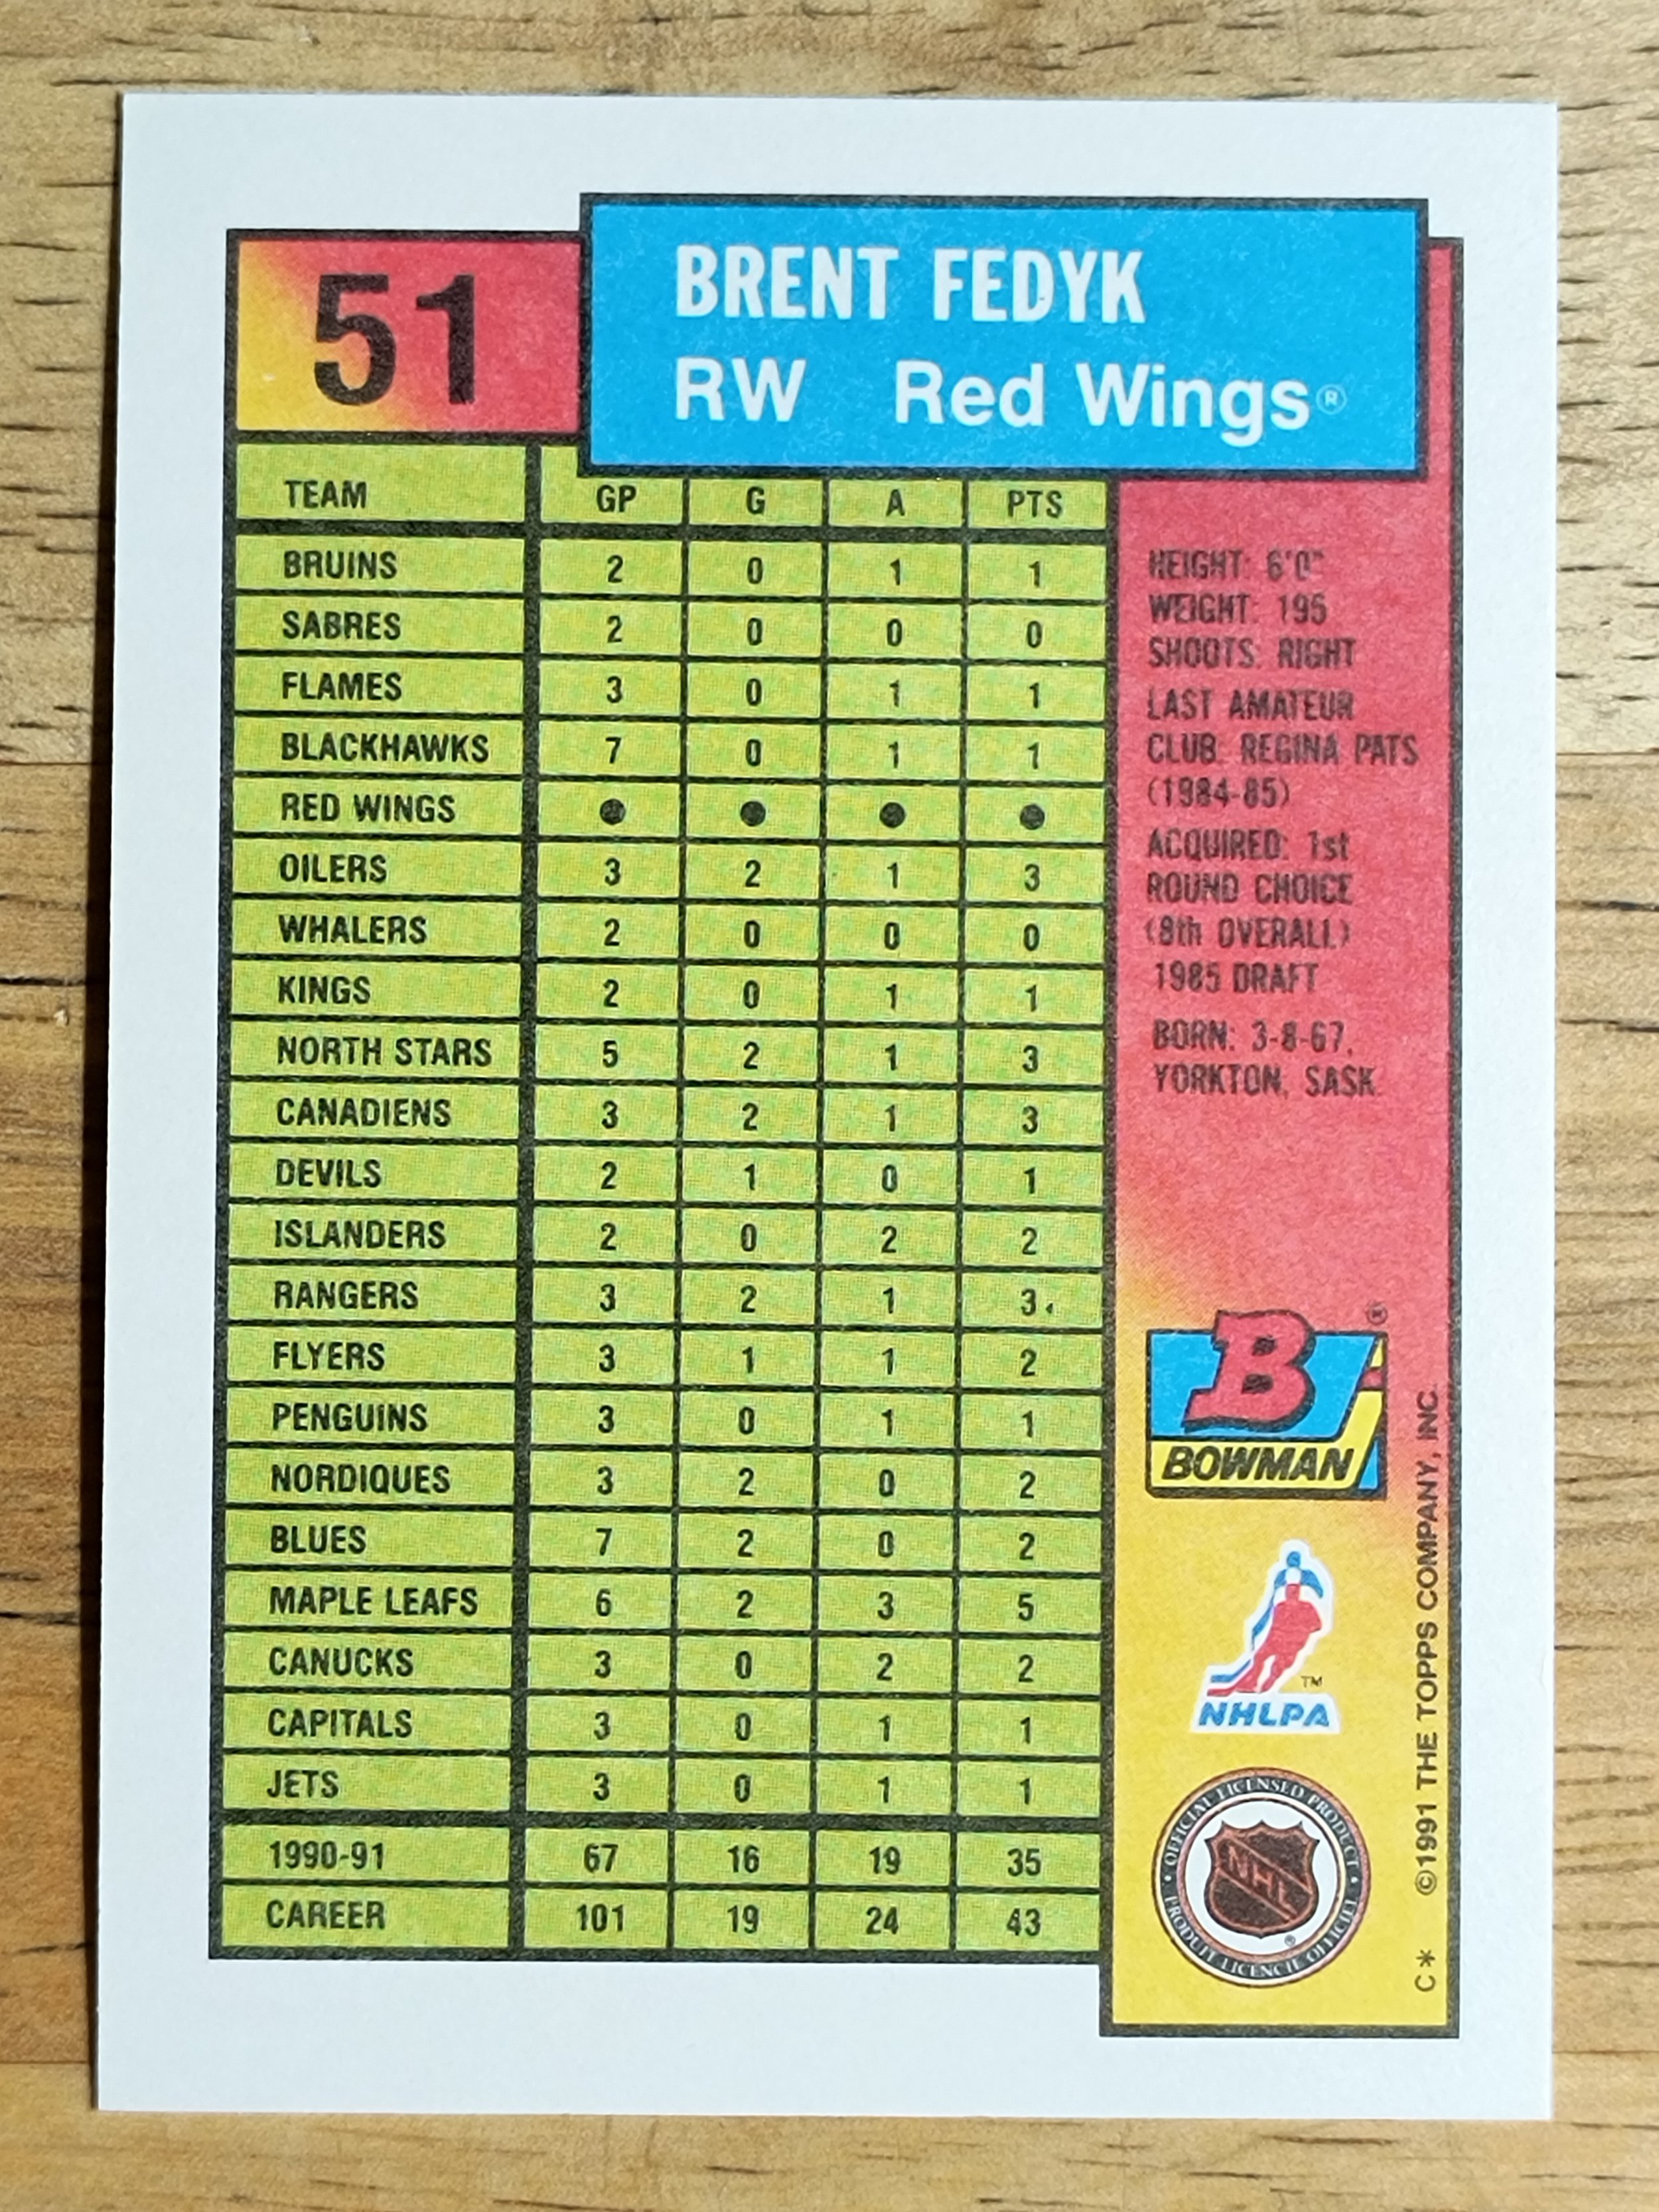 51
BRENT FEDYK
RW Red Wings®
TEAM GP G A PTS
BRUINS 2 0 1 1
SABRES 2 0 0 0
FLAMES 3 0 1 1
BLACKHAWKS 7 0 1 1
RED WINGS ● ● ● ●
OILERS 3 2 1 3
WHALERS 2 0 0 0
KINGS 2 0 1 1
NORTH STARS 5 2 1 3
CANADIENS 3 2 1 3
DEVILS 2 1 0 1
ISLANDERS 2 0 2 2
RANGERS 3 2 1 3
FLYERS 3 1 1 2
PENGUINS 3 0 1 1
NORDIQUES 3 2 0 2
BLUES 7 2 0 2
MAPLE LEAFS 6 2 3 5
CANUCKS 3 0 2 2
CAPITALS 3 0 1 1
JETS 3 0 1 1
1990-91 67 16 19 35
CAREER 101 19 24 43
HEIGHT: 6'0"
WEIGHT: 195
SHOOTS: RIGHT
LAST AMATEUR
CLUB: REGINA PATS
(1984-85)
ACQUIRED: 1st
ROUND CHOICE
(8th OVERALL)
1985 DRAFT
BORN: 3-8-67,
YORKTON, SASK.
B®
BOWMAN
™
NHLPA
OFFICIAL LICENSED PRODUCT
NHL®
PRODUIT LICENCIE OFFICIEL
C* ©1991 THE TOPPS COMPANY, INC.